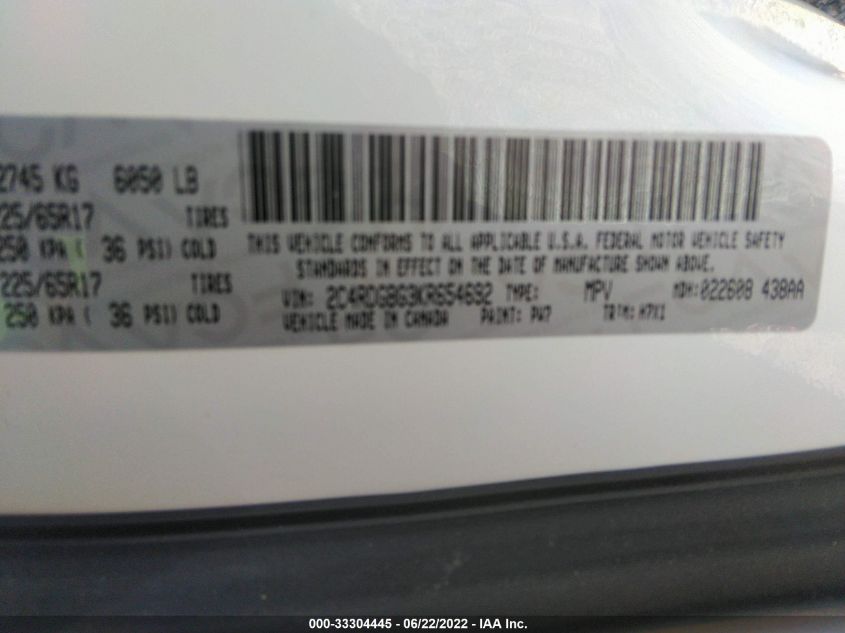 2745 KG 6050 LB
225/65R17 TIRES
250 KPA ( 36 PSI) COLD
225/65R17 TIRES
250 KPA ( 36 PSI) COLD
THIS VEHICLE CONFORMS TO ALL APPLICABLE U.S.A. FEDERAL MOTOR VEHICLE SAFETY
STANDARDS IN EFFECT ON THE DATE OF MANUFACTURE SHOWN ABOVE.
VIN: 2C4RDGBG3KR654692 TYPE: MPV MDH:022608 438AA
VEHICLE MADE IN CANADA PAINT: PW7 TRIM: H7X1
000-33304445 - 06/22/2022 - IAA Inc.